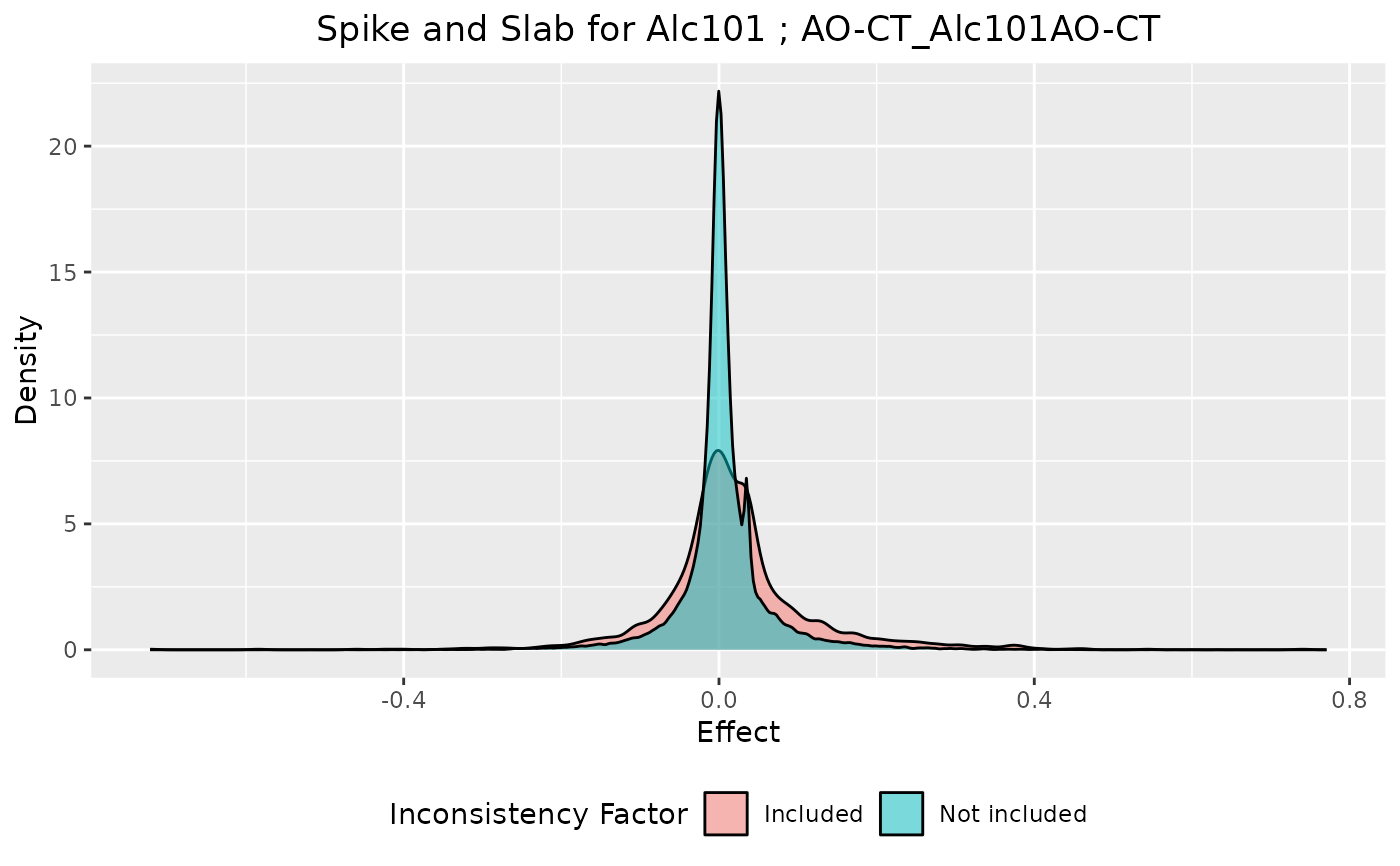 Spike and Slab for Alc101 ; AO-CT_Alc101AO-CT
Density
20
15
10
5
0
-0.4 0.0 0.4 0.8
Effect
Inconsistency Factor Included Not included